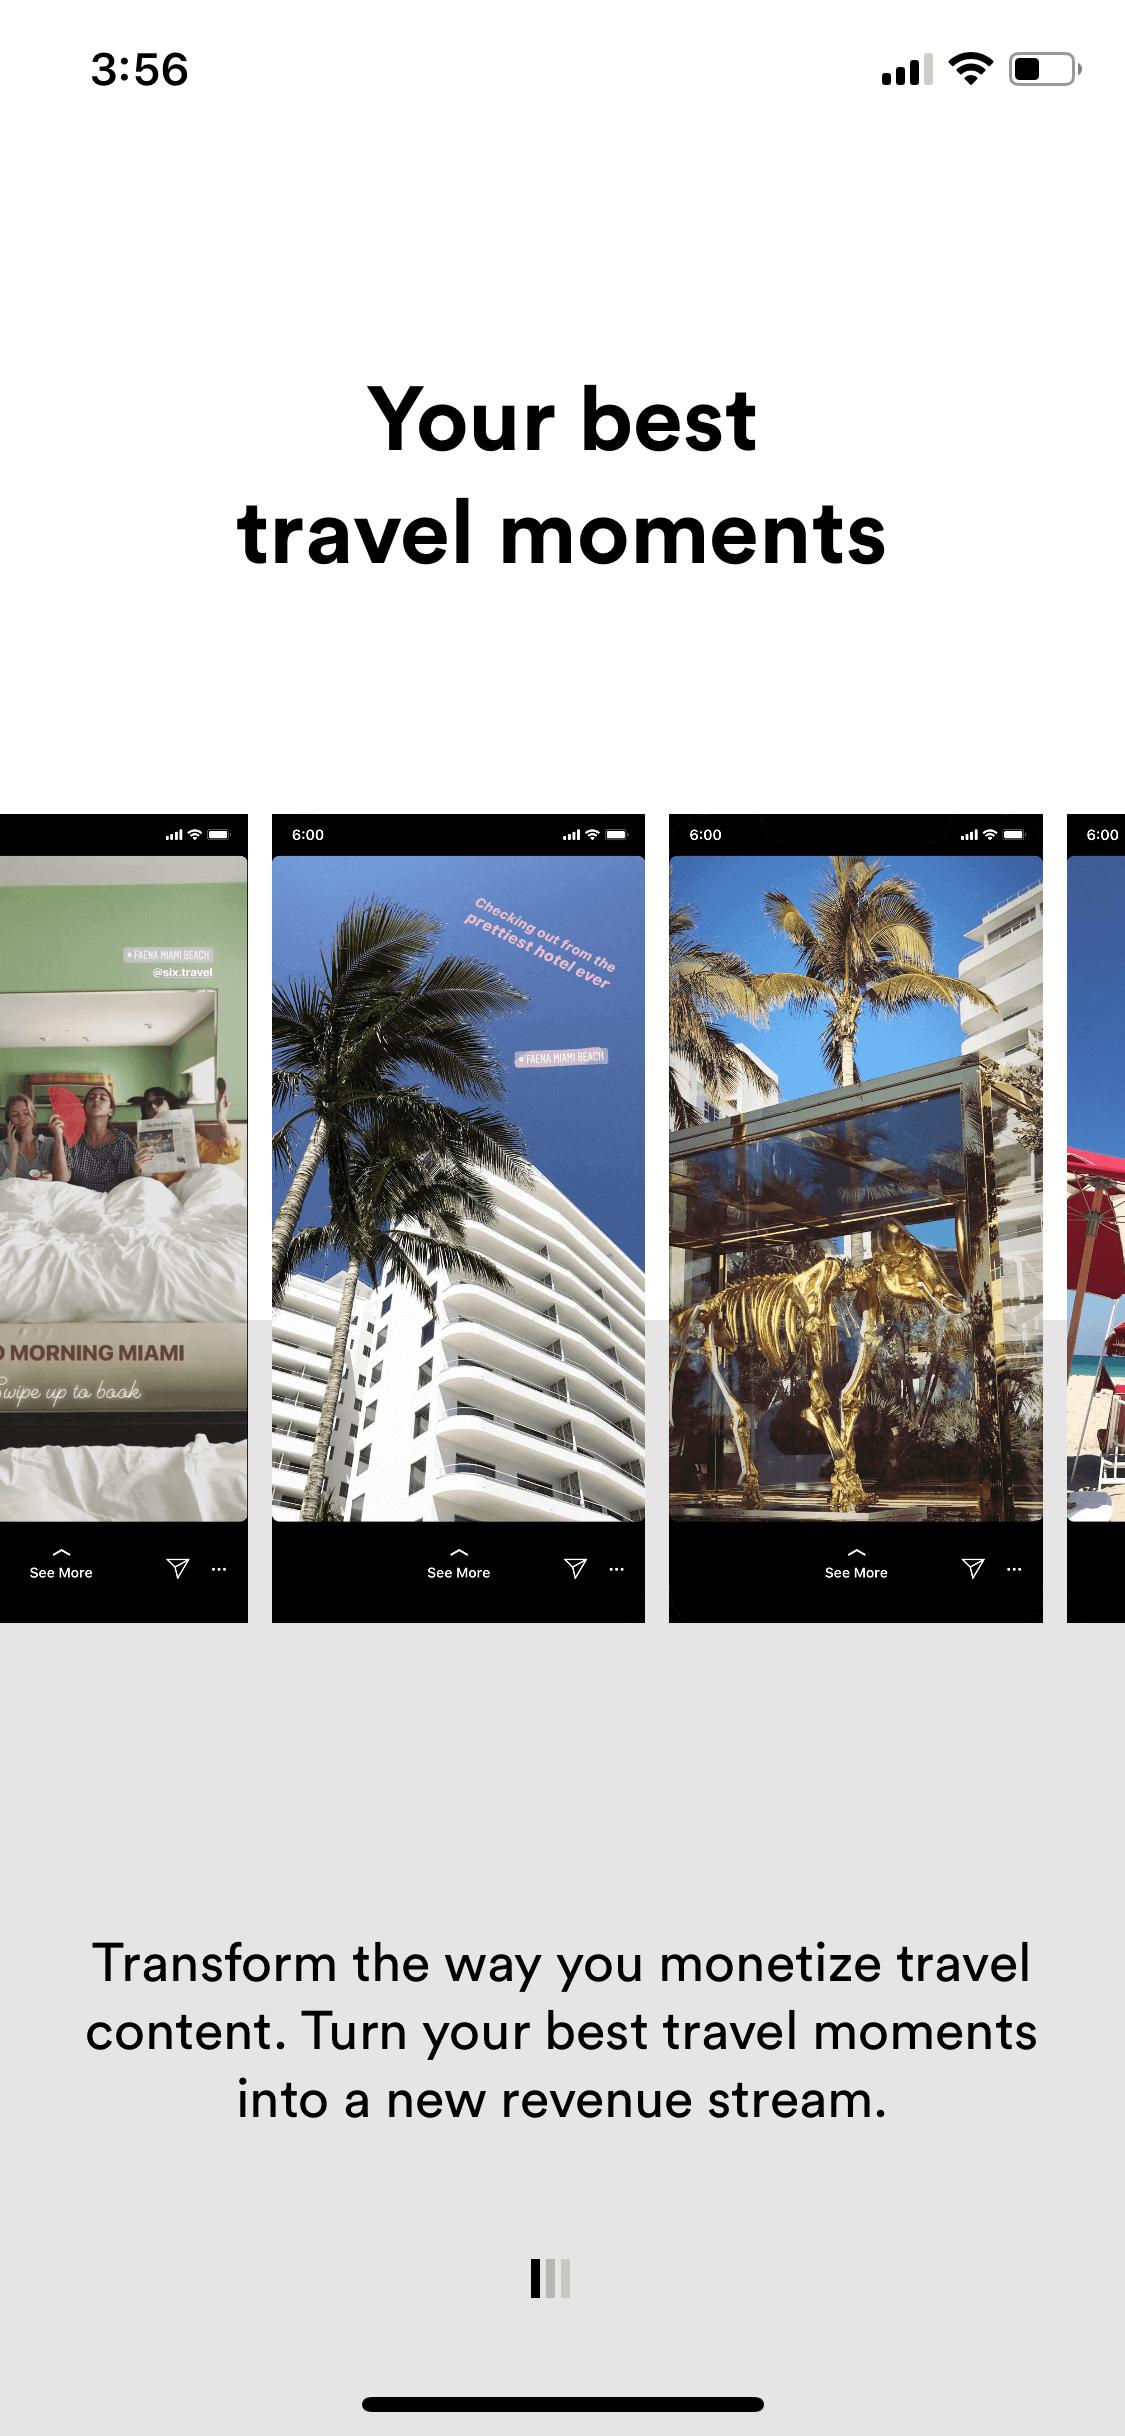 3:56
Your best
travel moments
FAENA MIAMI BEACH
@six.travel
MORNING MIAMI
Swipe up to book
See More
6:00
Checking out from the
prettiest hotel ever
FAENA MIAMI BEACH
See More
6:00
See More
6:00
Transform the way you monetize travel
content. Turn your best travel moments
into a new revenue stream.